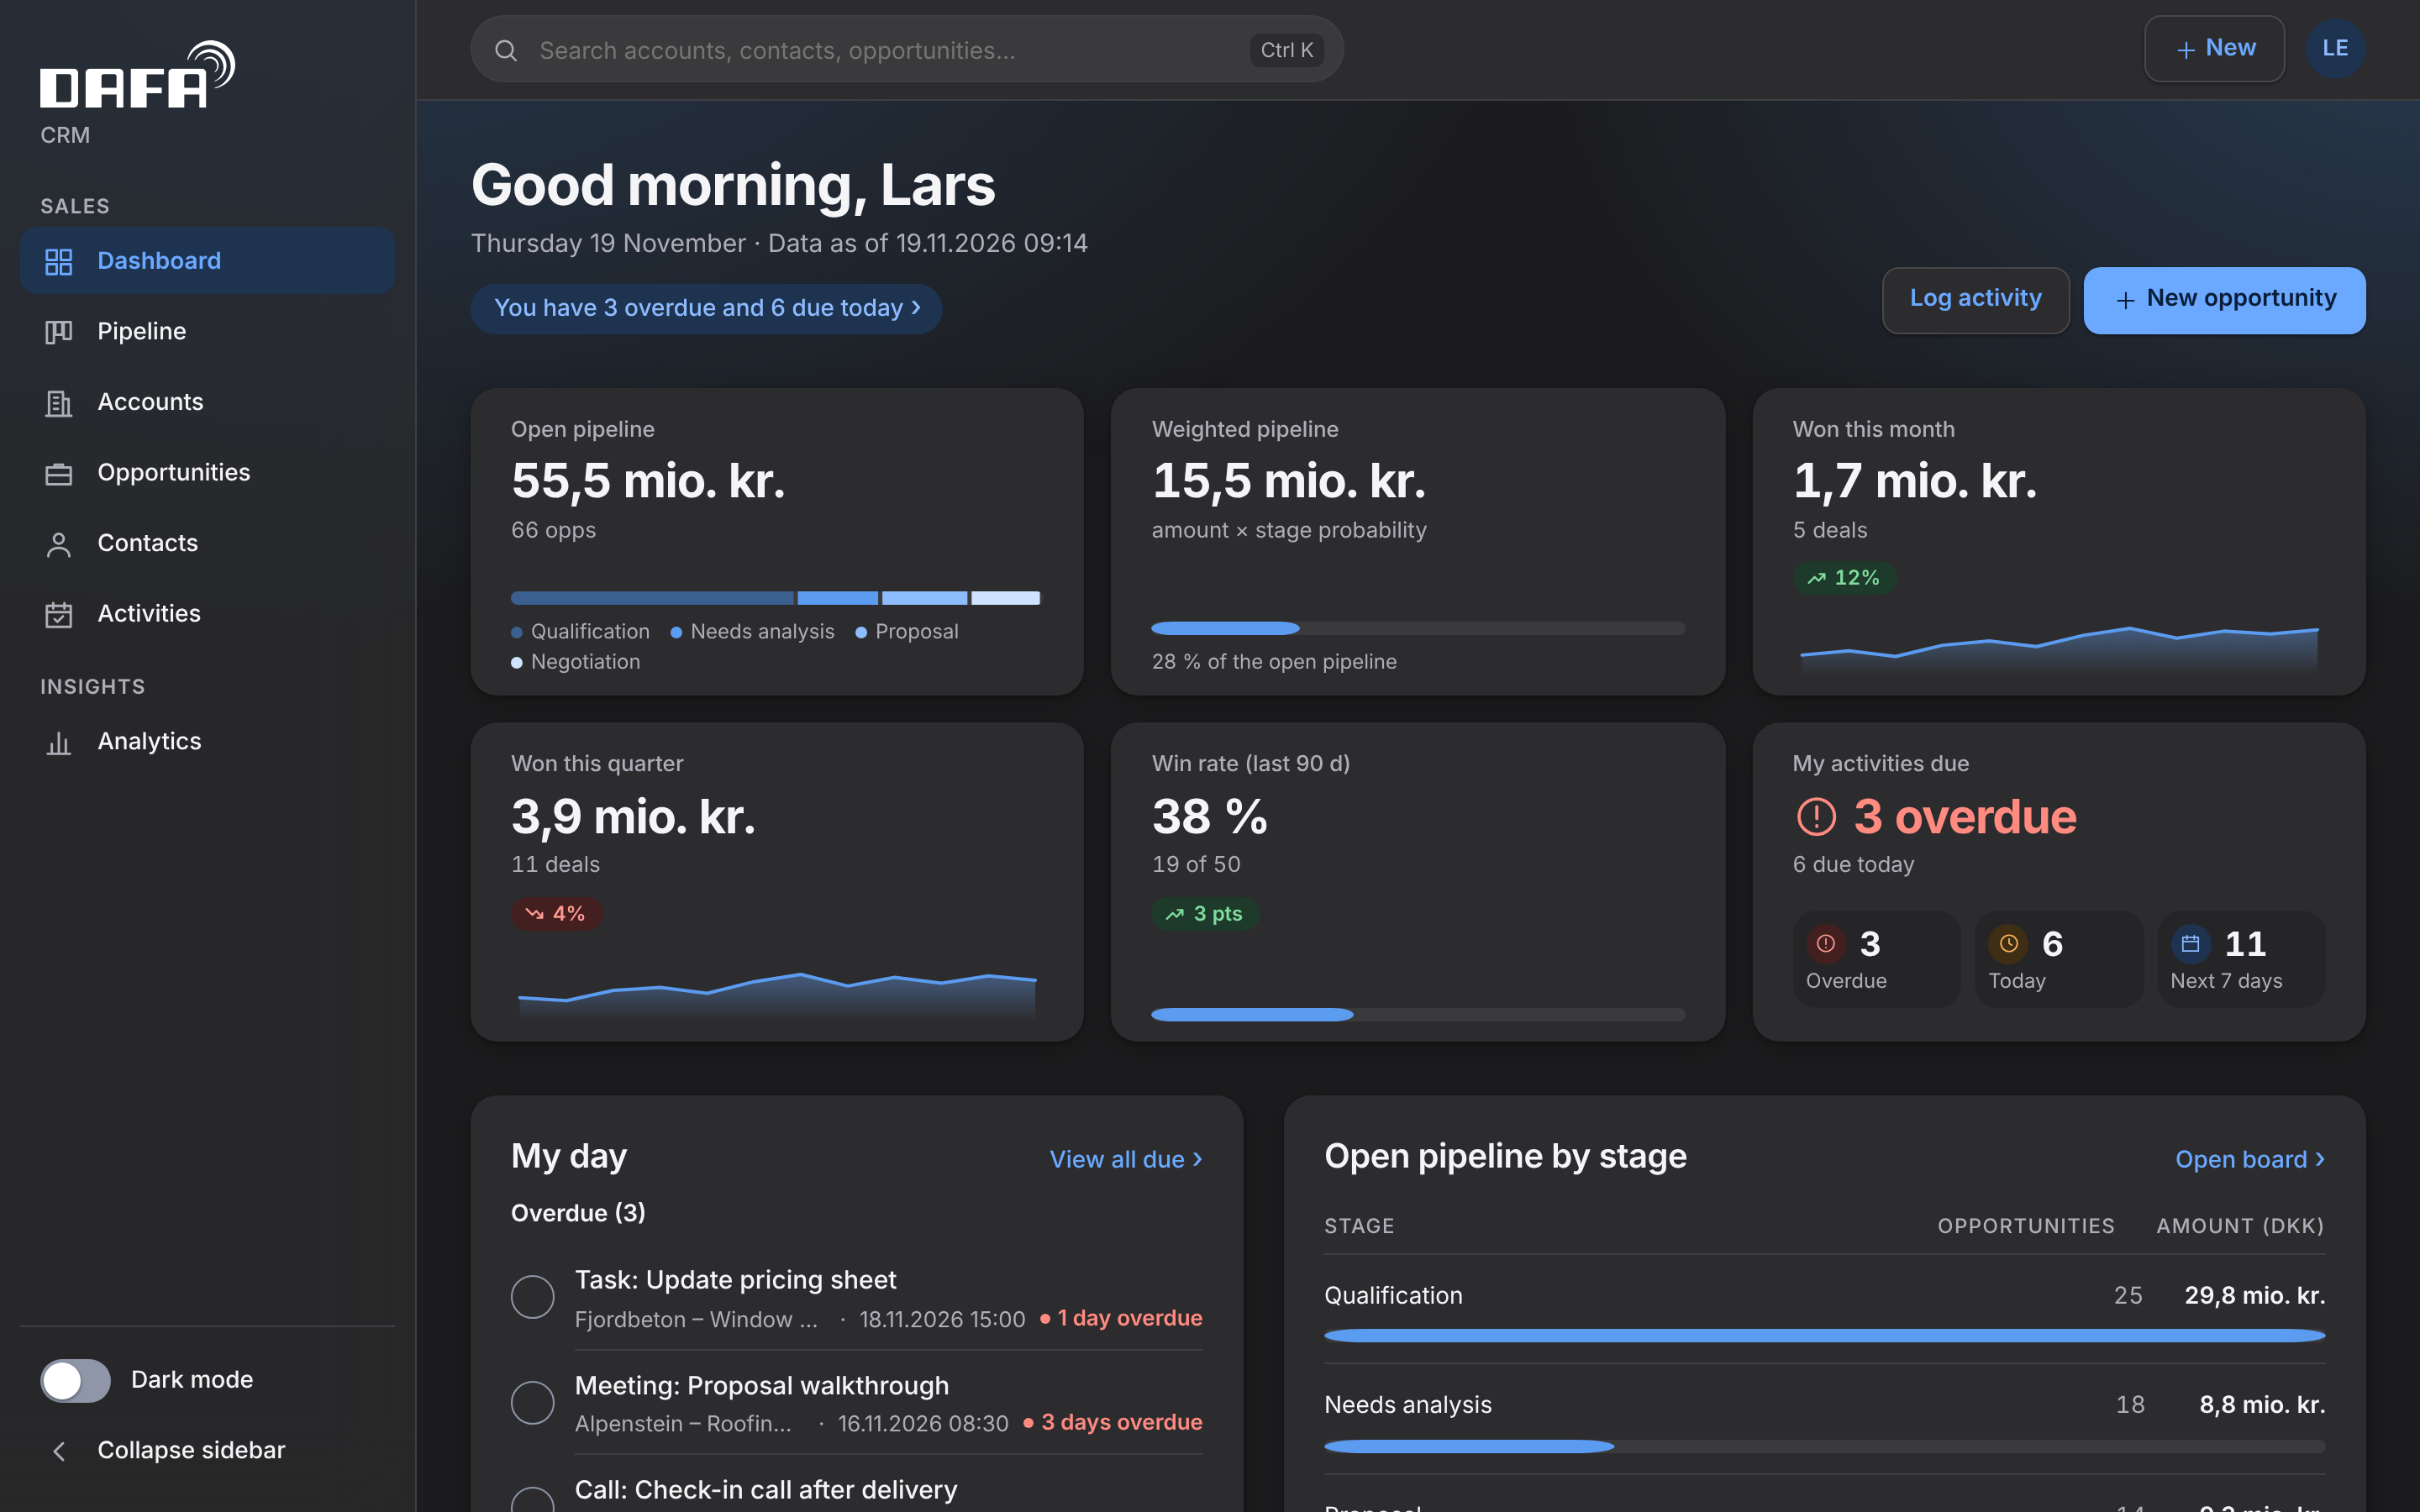 DAFA
CRM
SALES
Dashboard
Pipeline
Accounts
Opportunities
Contacts
Activities
INSIGHTS
Analytics
Dark mode
Collapse sidebar
Search accounts, contacts, opportunities...
Ctrl K
+ New
LE
Good morning, Lars
Thursday 19 November · Data as of 19.11.2026 09:14
You have 3 overdue and 6 due today ›
Log activity
+ New opportunity
Open pipeline
55,5 mio. kr.
66 opps
Qualification
Needs analysis
Proposal
Negotiation
Weighted pipeline
15,5 mio. kr.
amount × stage probability
28 % of the open pipeline
Won this month
1,7 mio. kr.
5 deals
12%
Won this quarter
3,9 mio. kr.
11 deals
4%
Win rate (last 90 d)
38 %
19 of 50
3 pts
My activities due
3 overdue
6 due today
3
Overdue
6
Today
11
Next 7 days
My day
View all due ›
Overdue (3)
Task: Update pricing sheet
Fjordbeton – Window ... · 18.11.2026 15:00 • 1 day overdue
Meeting: Proposal walkthrough
Alpenstein – Roofin... · 16.11.2026 08:30 • 3 days overdue
Call: Check-in call after delivery
Open pipeline by stage
Open board ›
STAGE OPPORTUNITIES AMOUNT (DKK)
Qualification 25 29,8 mio. kr.
Needs analysis 18 8,8 mio. kr.